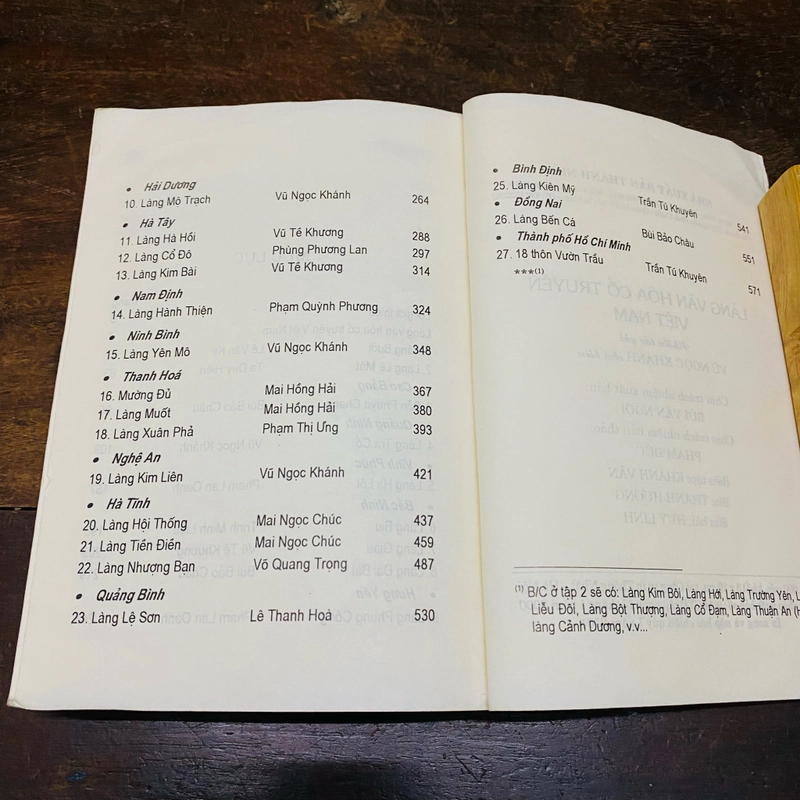 • Hải Dương
10. Làng Mô Trạch Vũ Ngọc Khánh 264
• Hà Tây
11. Làng Hà Hồi Vũ Tề Khương 288
12. Làng Cổ Đô Phùng Phương Lan 297
13. Làng Kim Bài Vũ Tề Khương 314
• Nam Định
14. Làng Hành Thiện Phạm Quỳnh Phương 324
• Ninh Bình
15. Làng Yên Mô Vũ Ngọc Khánh 348
• Thanh Hoá
16. Mường Đủ Mai Hồng Hải 367
17. Làng Muốt Mai Hồng Hải 380
18. Làng Xuân Phả Phạm Thị Ưng 393
• Nghệ An
19. Làng Kim Liên Vũ Ngọc Khánh 421
• Hà Tĩnh
20. Làng Hội Thống Mai Ngọc Chúc 437
21. Làng Tiền Điền Mai Ngọc Chúc 459
22. Làng Nhượng Bạn Võ Quang Trọng 487
• Quảng Bình
23. Làng Lệ Sơn Lê Thanh Hoà 530
• Bình Định
25. Làng Kiên Mỹ Trần Tú Khuyên 541
• Đồng Nai
26. Làng Bến Cá Bùi Bảo Châu 551
• Thành phố Hồ Chí Minh
27. 18 thôn Vườn Trầu Trần Tú Khuyên 571
***(1)
(1) B/C ở tập 2 sẽ có: Làng Kim Bôi, Làng Hới, Làng Trường Yên, L
Liễu Đôi, Làng Bột Thượng, Làng Cổ Đạm, Làng Thuận An (H
làng Cảnh Dương, v.v...